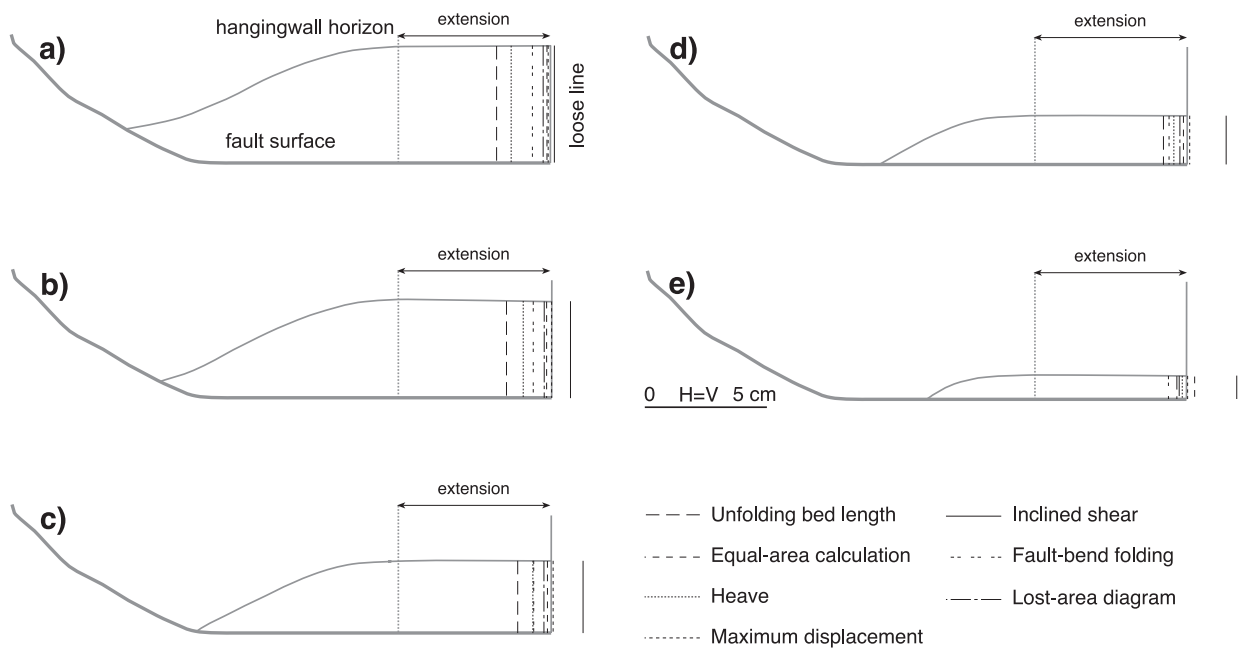 a)
hangingwall horizon
extension
fault surface
loose line
b)
extension
c)
extension
d)
extension
e)
extension
0 H=V 5 cm
Unfolding bed length
Equal-area calculation
Heave
Maximum displacement
Inclined shear
Fault-bend folding
Lost-area diagram